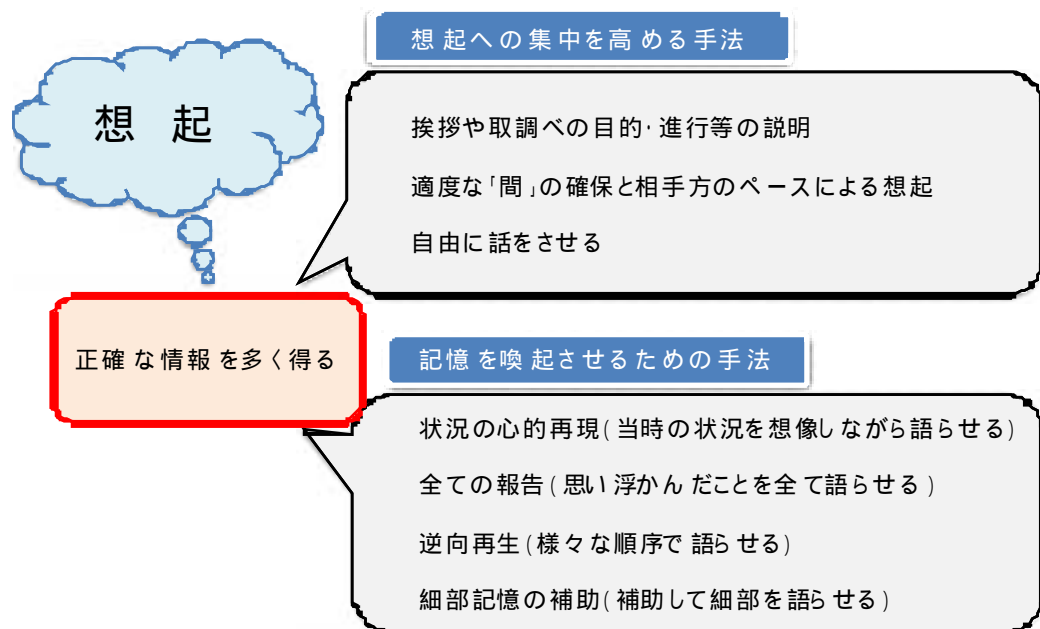 想起
想起への集中を高める手法
挨拶や取調べの目的・進行等の説明
適度な「間」の確保と相手方のペースによる想起
自由に話をさせる
正確な情報を多く得る
記憶を喚起させるための手法
状況の心的再現(当時の状況を想像しながら語らせる)
全ての報告(思い浮かんだことを全て語らせる)
逆向再生(様々な順序で語らせる)
細部記憶の補助(補助して細部を語らせる)